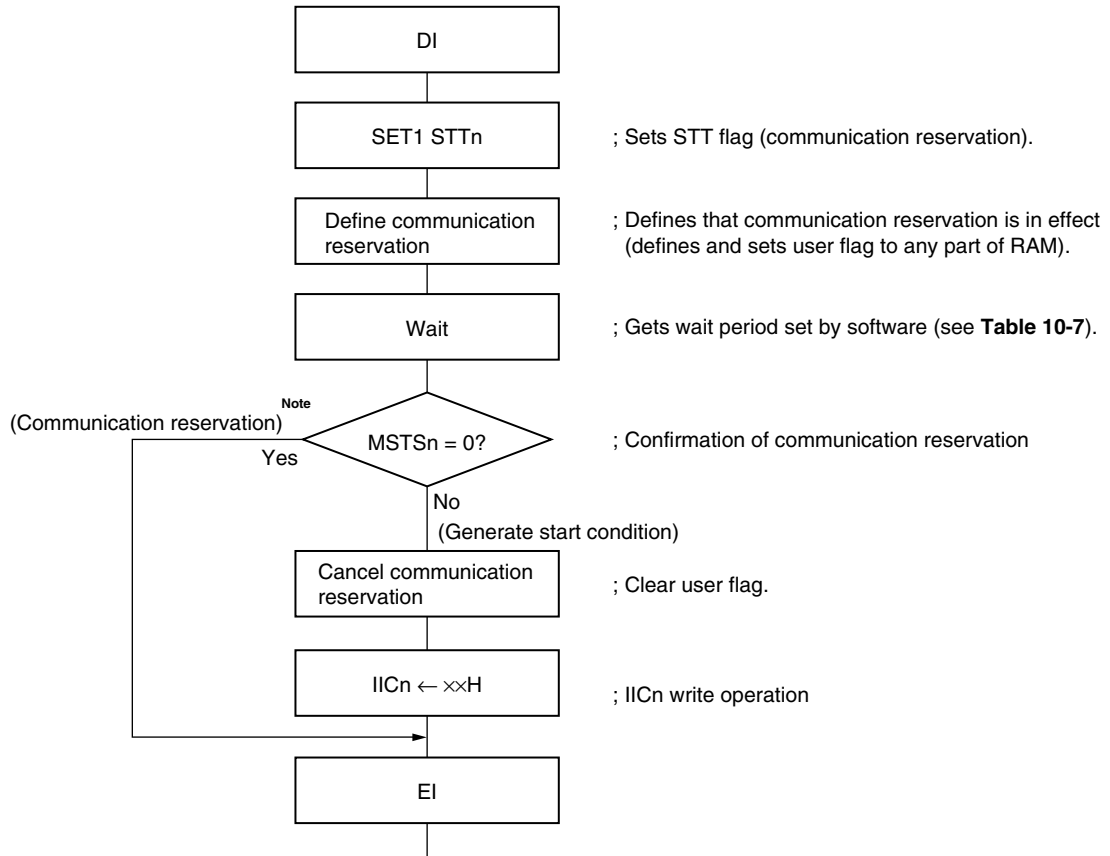 DI
SET1 STTn
; Sets STT flag (communication reservation).
Define communication
reservation
; Defines that communication reservation is in effect
(defines and sets user flag to any part of RAM).
Wait
; Gets wait period set by software (see Table 10-7).
(Communication reservation) Note
Yes
MSTSn = 0?
; Confirmation of communication reservation
No
(Generate start condition)
Cancel communication
reservation
; Clear user flag.
IICn ← ××H
; IICn write operation
EI